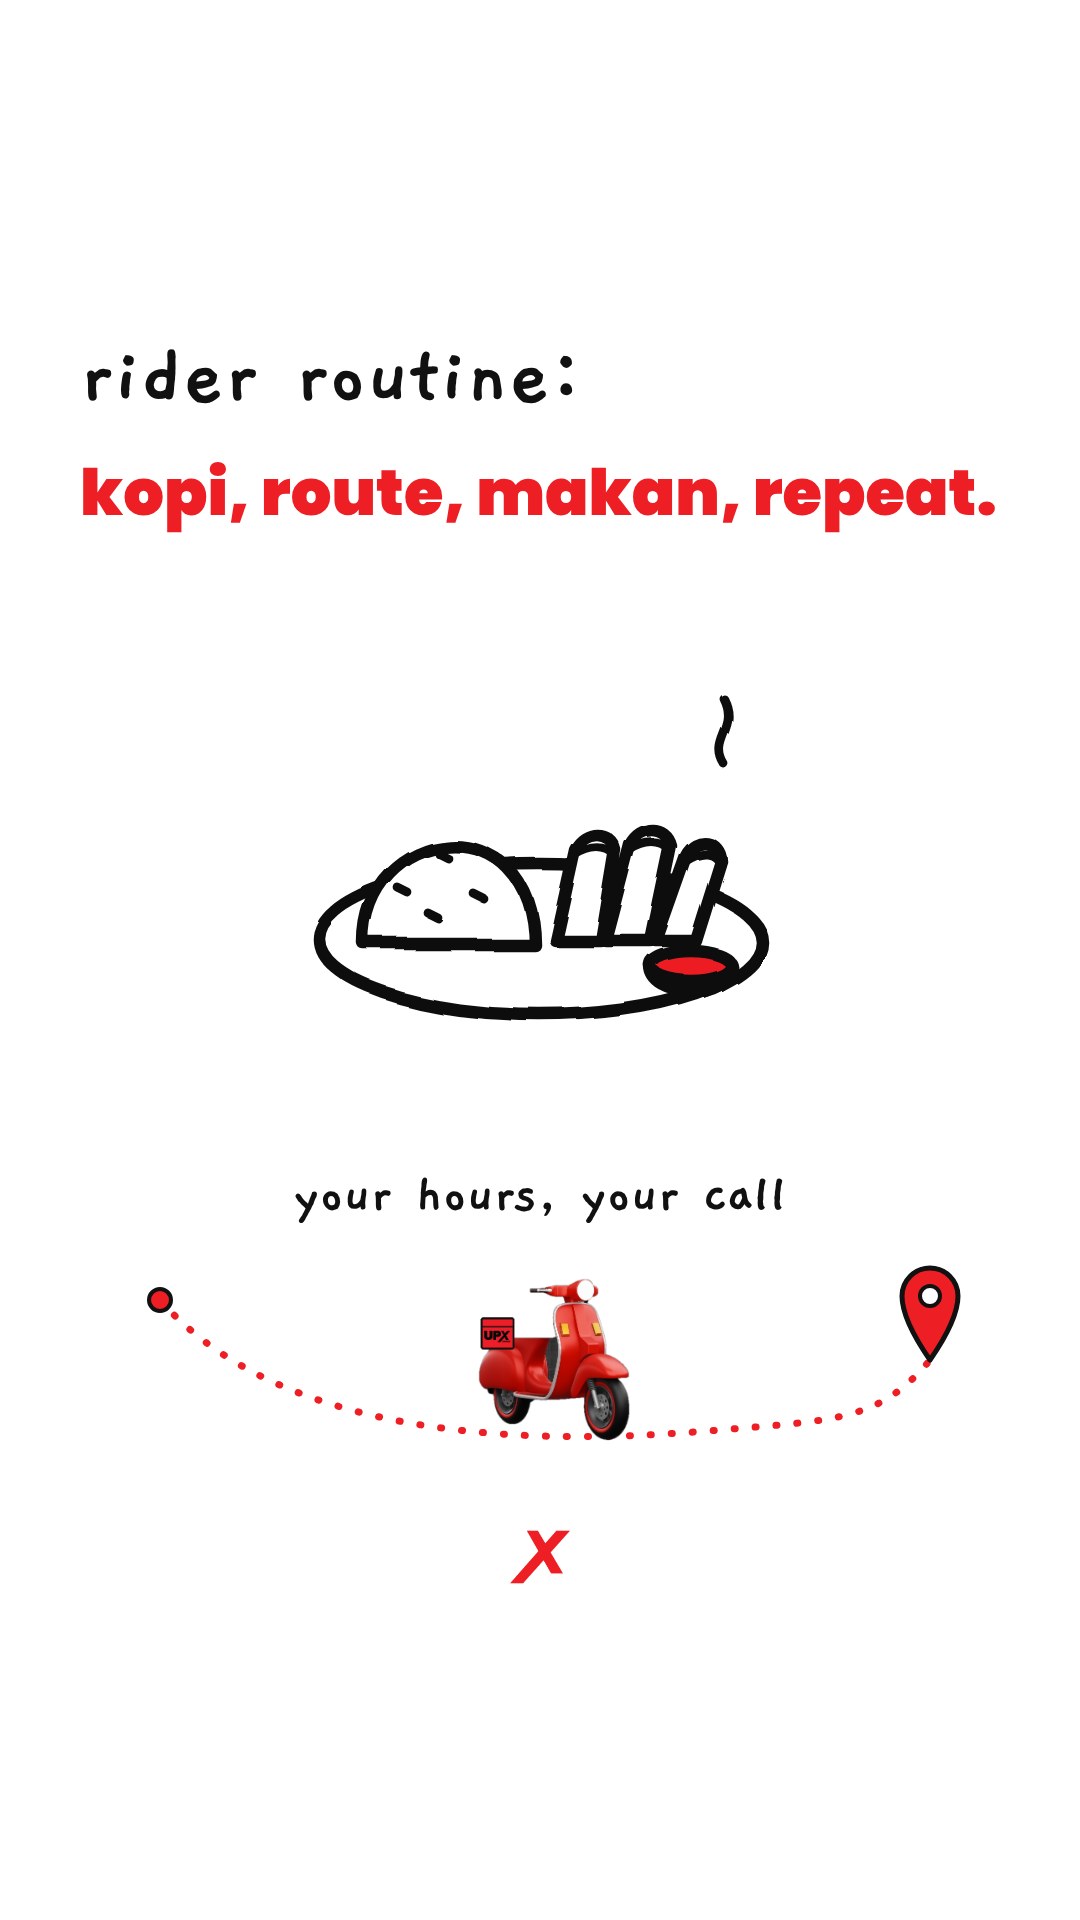 rider routine:
kopi, route, makan, repeat.
your hours, your call
UPX
X